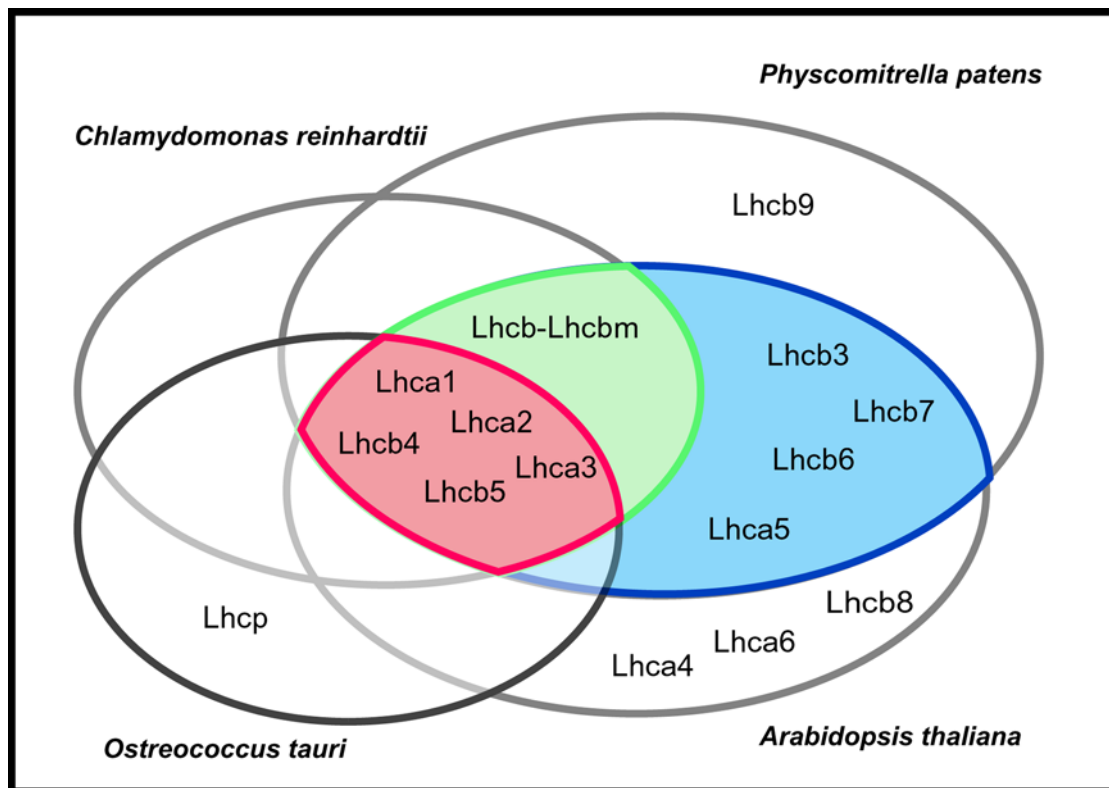 Physcomitrella patens
Chlamydomonas reinhardtii
Lhcb9
Lhcb-Lhcbm
Lhcb3
Lhca1
Lhcb7
Lhca2
Lhcb4
Lhcb6
Lhca3
Lhcb5
Lhca5
Lhcb8
Lhcp
Lhca6
Lhca4
Arabidopsis thaliana
Ostreococcus tauri